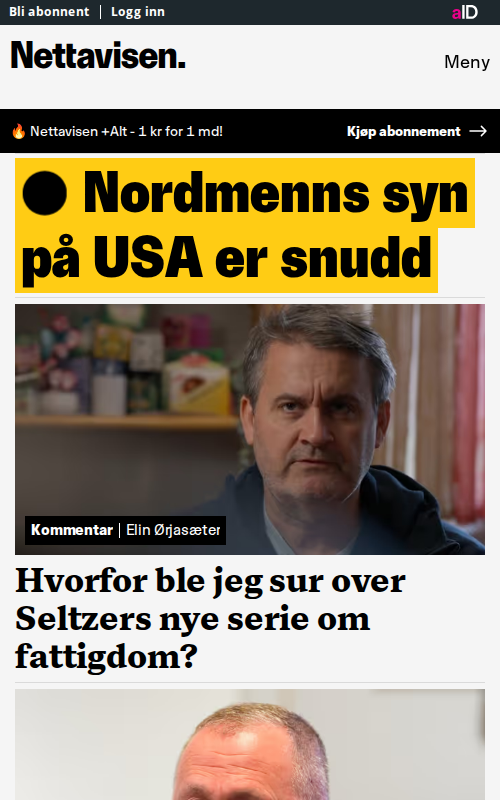 Bli abonnent | Logg inn
aID
Nettavisen.
Meny
🔥 Nettavisen +Alt - 1 kr for 1 md!
Kjøp abonnement →
Nordmenns syn
på USA er snudd
Kommentar | Elin Ørjasæter
Hvorfor ble jeg sur over
Seltzers nye serie om
fattigdom?